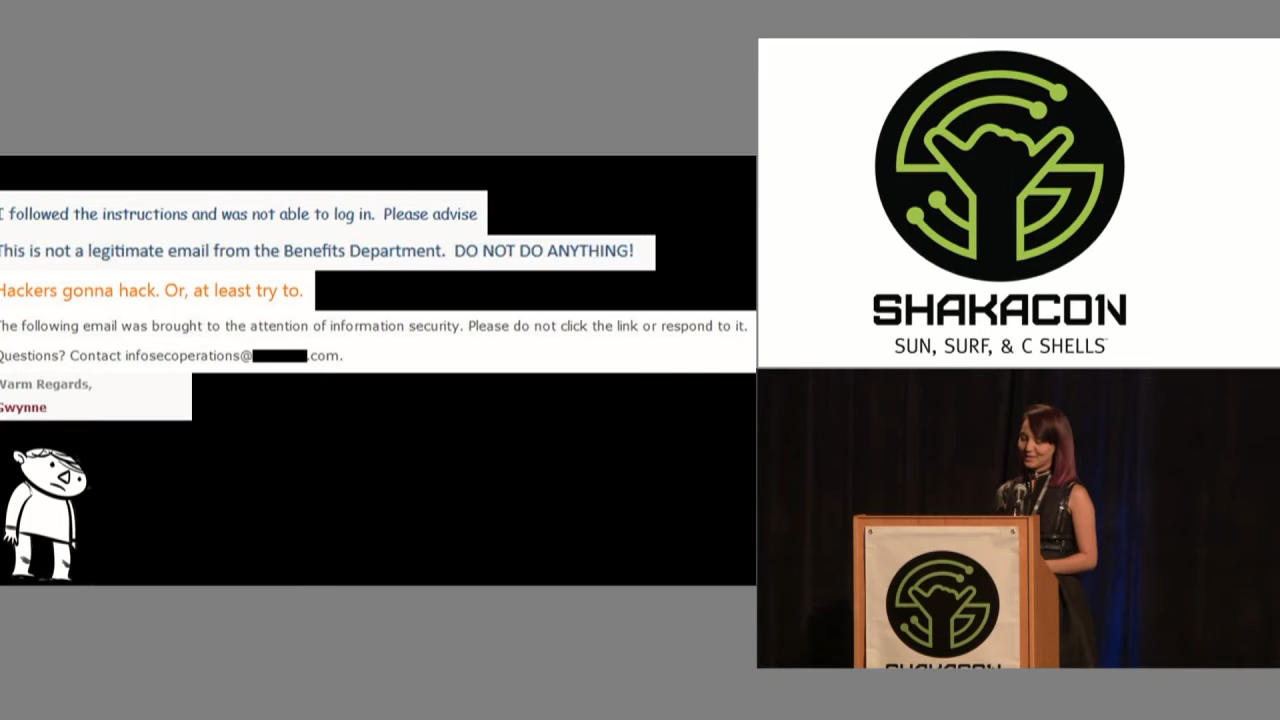 I followed the instructions and was not able to log in. Please advise
This is not a legitimate email from the Benefits Department. DO NOT DO ANYTHING!
Hackers gonna hack. Or, at least try to.
The following email was brought to the attention of information security. Please do not click the link or respond to it.
Questions? Contact infosecoperations@ .com.
Warm Regards,
Gwynne
SHAKACON
SUN, SURF, & C SHELLS
SHAKACON